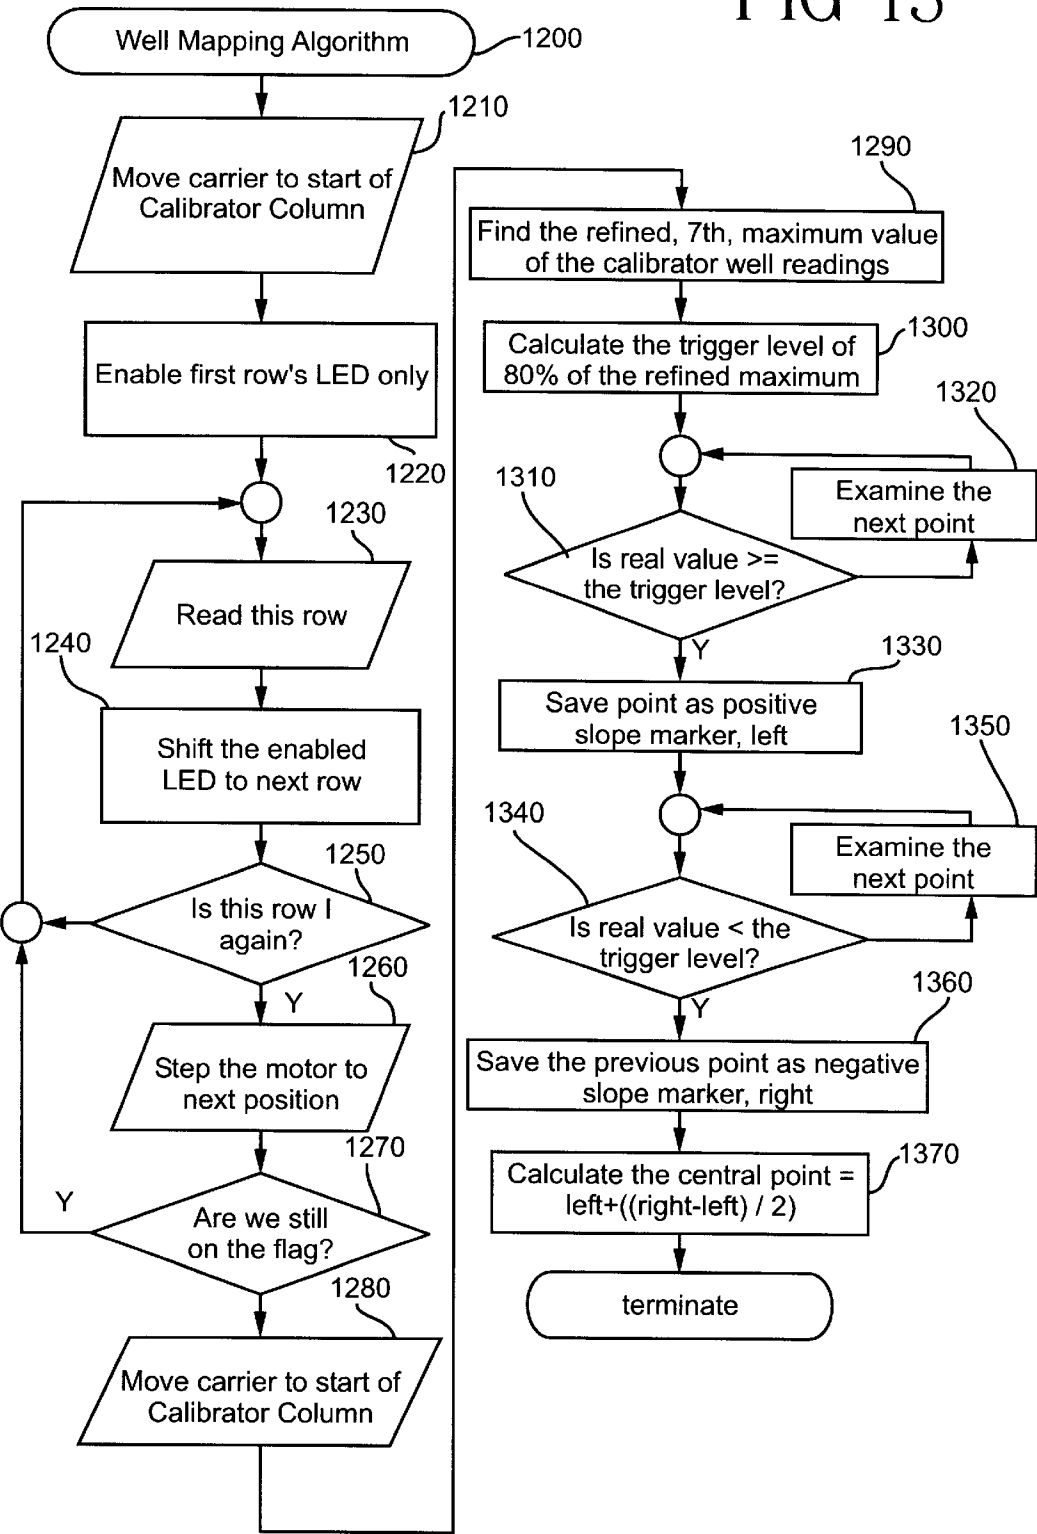 FIG 13
Well Mapping Algorithm
1200
1210
Move carrier to start of
Calibrator Column
Enable first row's LED only
1220
1230
Read this row
1240
Shift the enabled
LED to next row
1250
Is this row I
again?
Y
1260
Step the motor to
next position
1270
Y
Are we still
on the flag?
1280
Move carrier to start of
Calibrator Column
1290
Find the refined, 7th, maximum value
of the calibrator well readings
1300
Calculate the trigger level of
80% of the refined maximum
1320
Examine the
next point
1310
Is real value >=
the trigger level?
Y
1330
Save point as positive
slope marker, left
1350
Examine the
next point
1340
Is real value < the
trigger level?
Y
1360
Save the previous point as negative
slope marker, right
1370
Calculate the central point =
left+((right-left) / 2)
terminate